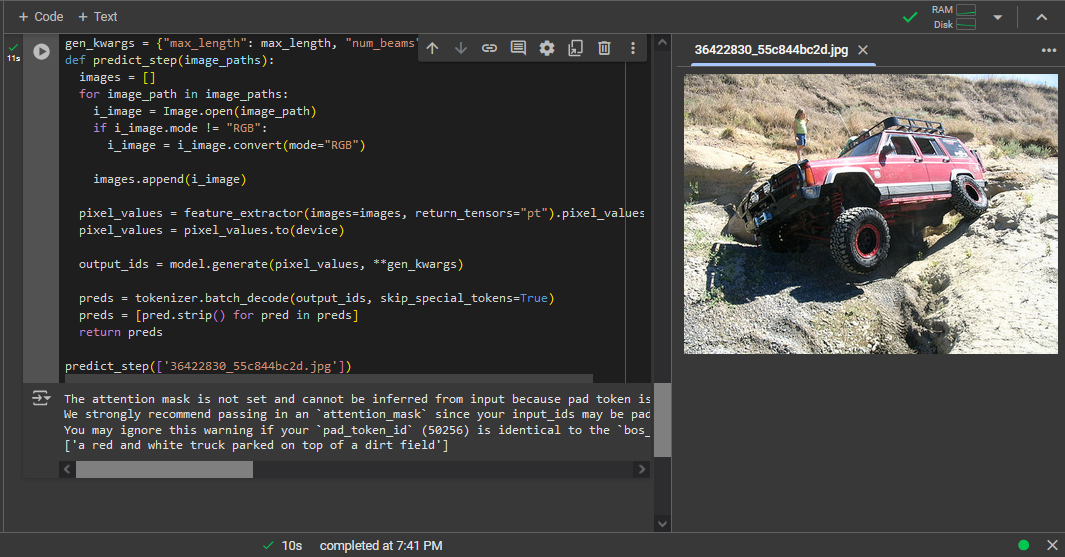 + Code + Text
RAM
Disk
11s
gen_kwargs = {"max_length": max_length, "num_beams"
def predict_step(image_paths):
  images = []
  for image_path in image_paths:
    i_image = Image.open(image_path)
    if i_image.mode != "RGB":
      i_image = i_image.convert(mode="RGB")
    images.append(i_image)
  pixel_values = feature_extractor(images=images, return_tensors="pt").pixel_values
  pixel_values = pixel_values.to(device)
  output_ids = model.generate(pixel_values, **gen_kwargs)
  preds = tokenizer.batch_decode(output_ids, skip_special_tokens=True)
  preds = [pred.strip() for pred in preds]
  return preds
predict_step(['36422830_55c844bc2d.jpg'])
The attention mask is not set and cannot be inferred from input because pad token is
We strongly recommend passing in an `attention_mask` since your input_ids may be pad
You may ignore this warning if your `pad_token_id` (50256) is identical to the `bos_
['a red and white truck parked on top of a dirt field']
36422830_55c844bc2d.jpg
10s completed at 7:41 PM